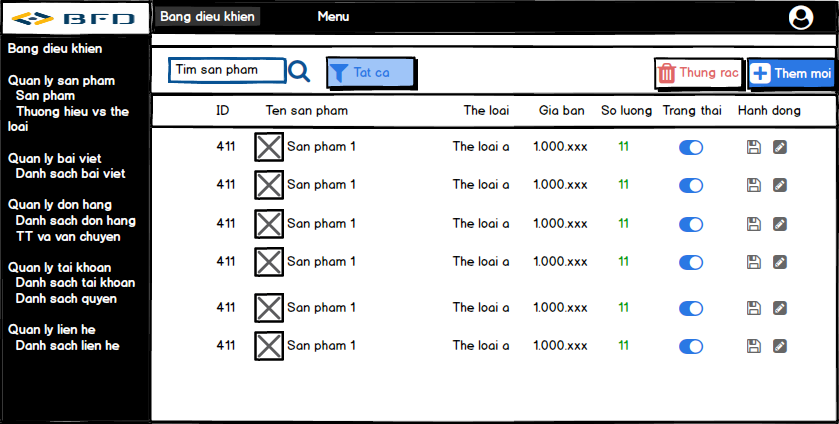 BFD
Bang dieu khien
Menu
Bang dieu khien
Quan ly san pham
San pham
Thuong hieu vs the
loai
Quan ly bai viet
Danh sach bai viet
Quan ly don hang
Danh sach don hang
TT va van chuyen
Quan ly tai khoan
Danh sach tai khoan
Danh sach quyen
Quan ly lien he
Danh sach lien he
Tim san pham
Tat ca
Thung rac
Them moi
ID Ten san pham The loai Gia ban So luong Trang thai Hanh dong
411 San pham 1 The loai a 1.000.xxx 11
411 San pham 1 The loai a 1.000.xxx 11
411 San pham 1 The loai a 1.000.xxx 11
411 San pham 1 The loai a 1.000.xxx 11
411 San pham 1 The loai a 1.000.xxx 11
411 San pham 1 The loai a 1.000.xxx 11